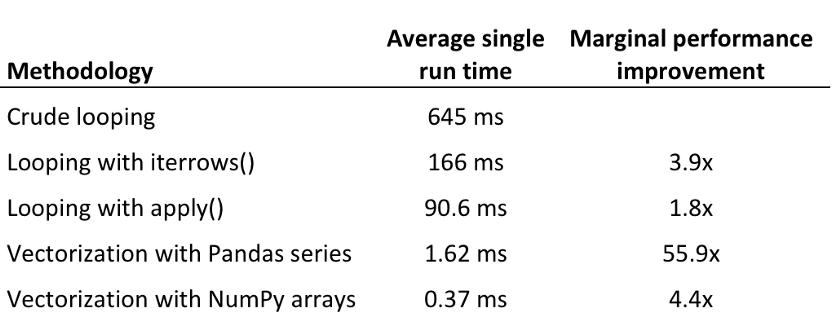 Methodology Average single run time Marginal performance improvement
Crude looping 645 ms
Looping with iterrows() 166 ms 3.9x
Looping with apply() 90.6 ms 1.8x
Vectorization with Pandas series 1.62 ms 55.9x
Vectorization with NumPy arrays 0.37 ms 4.4x